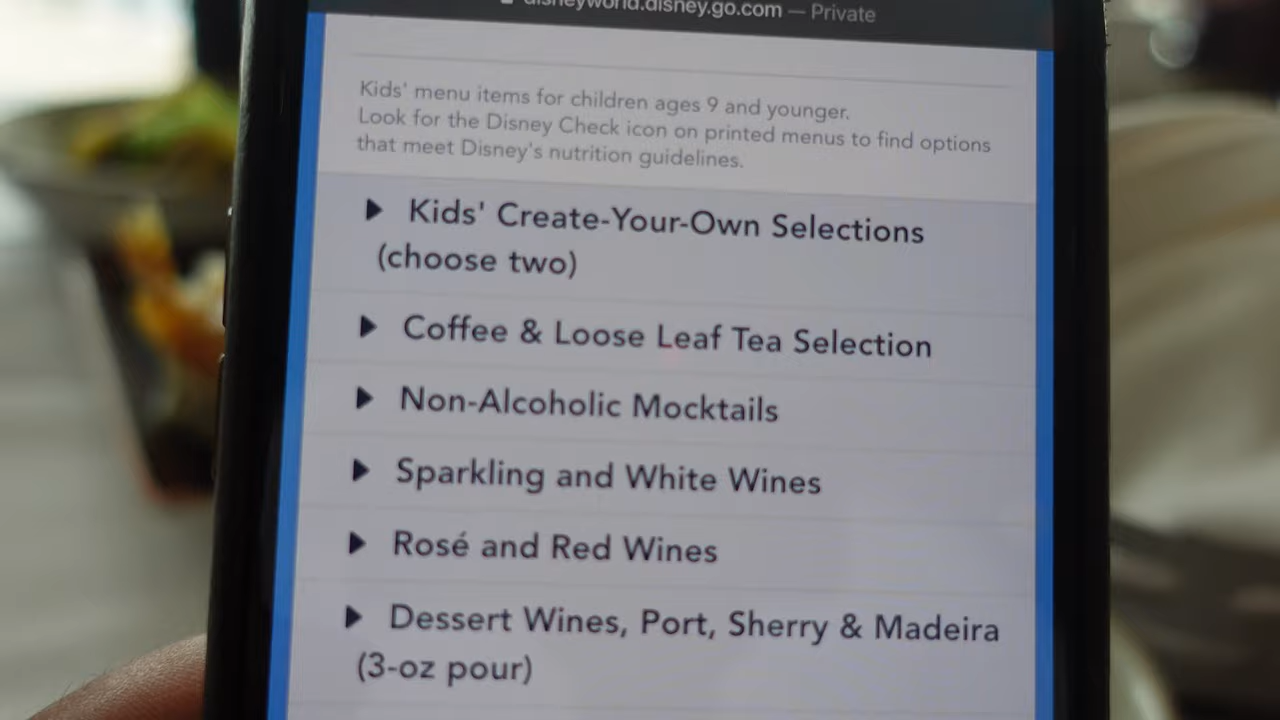 disneyworld.disney.go.com — Private
Kids' menu items for children ages 9 and younger.
Look for the Disney Check icon on printed menus to find options
that meet Disney's nutrition guidelines.
Kids' Create-Your-Own Selections
(choose two)
Coffee & Loose Leaf Tea Selection
Non-Alcoholic Mocktails
Sparkling and White Wines
Rosé and Red Wines
Dessert Wines, Port, Sherry & Madeira
(3-oz pour)